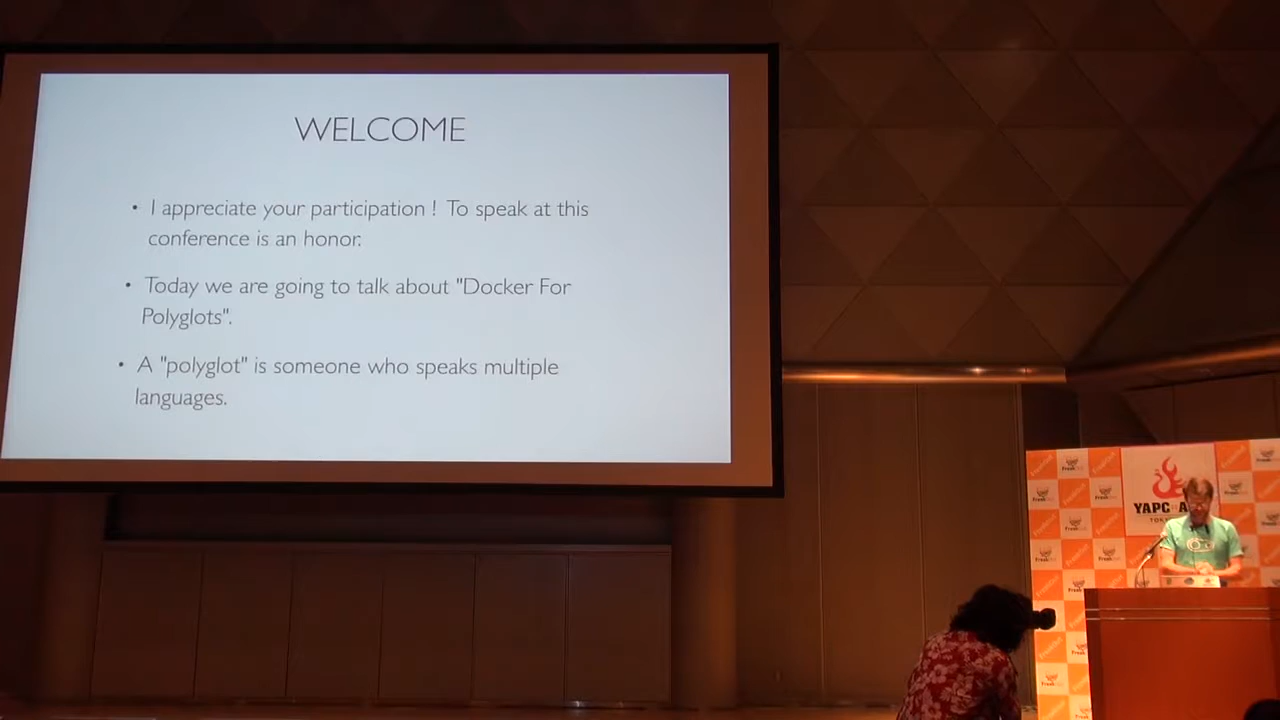 WELCOME
• I appreciate your participation ! To speak at this
conference is an honor.
• Today we are going to talk about "Docker For
Polyglots".
• A "polyglot" is someone who speaks multiple
languages.
YAPC